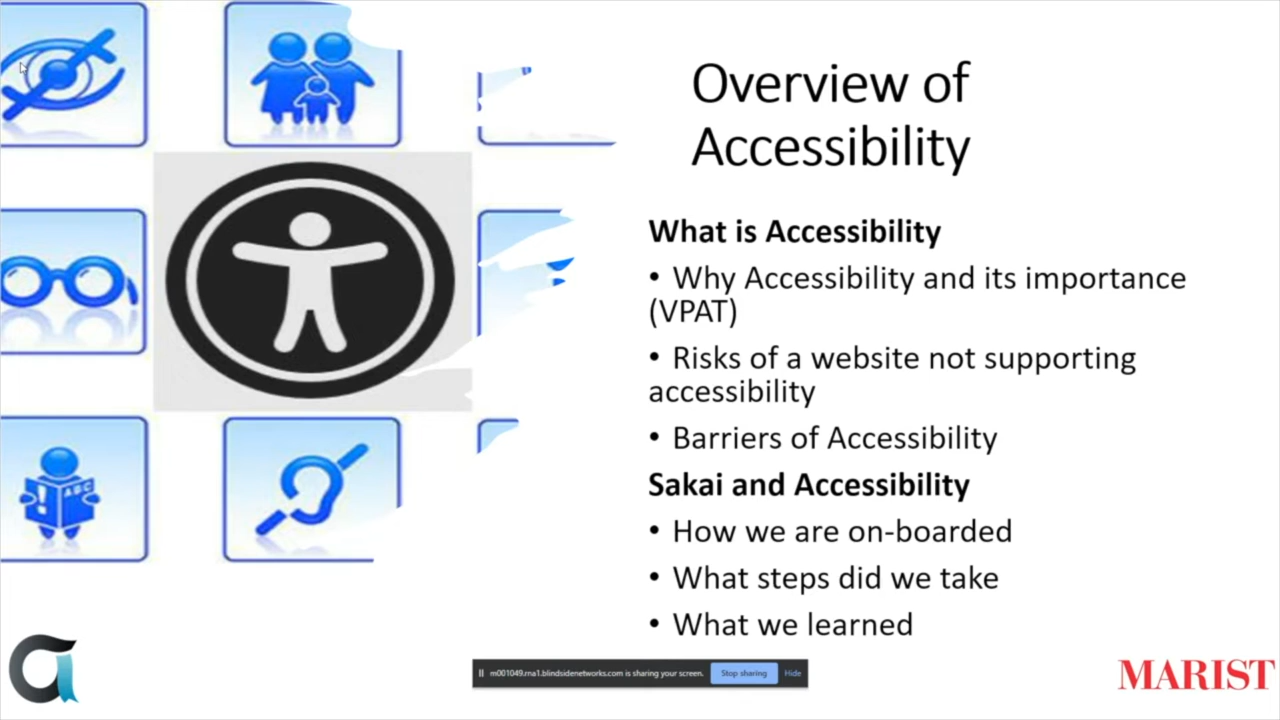 Overview of
Accessibility
What is Accessibility
• Why Accessibility and its importance
(VPAT)
• Risks of a website not supporting
accessibility
• Barriers of Accessibility
Sakai and Accessibility
• How we are on-boarded
• What steps did we take
• What we learned
ABC
m001049.rna1.blindsidenetworks.com is sharing your screen. Stop sharing Hide
MARIST